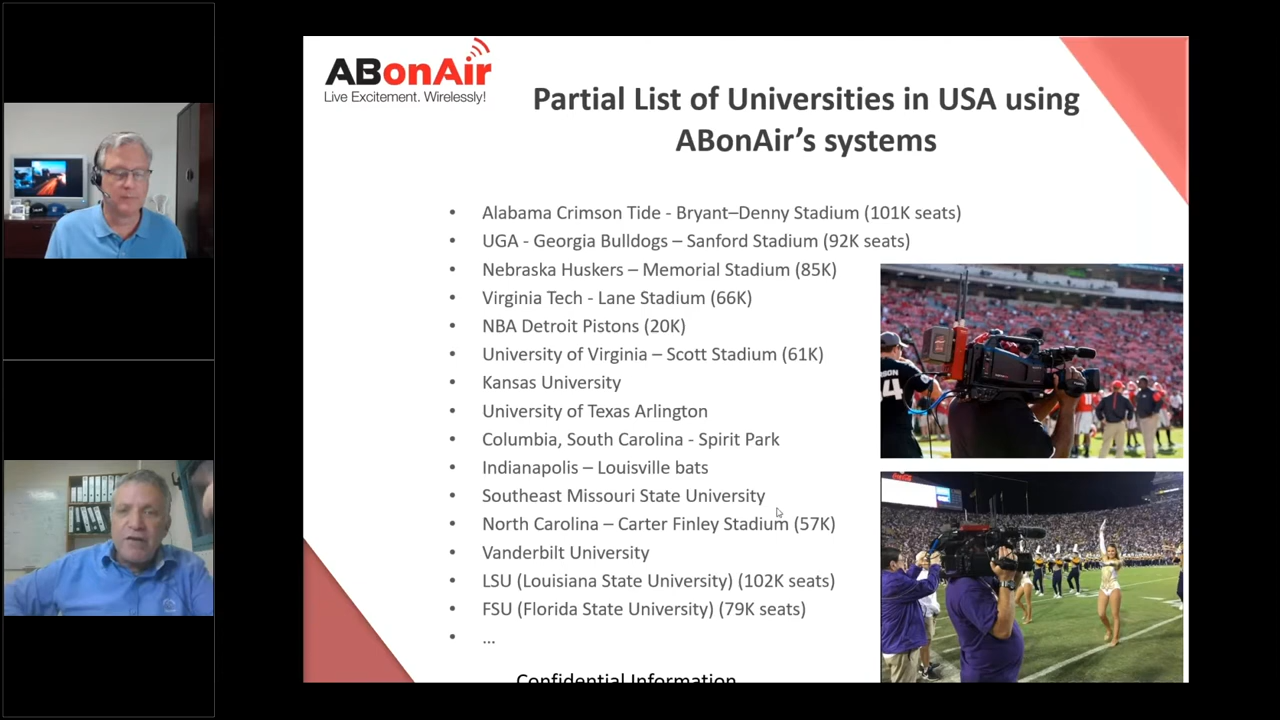 ABonAir
Live Excitement. Wirelessly!
Partial List of Universities in USA using
ABonAir’s systems
• Alabama Crimson Tide - Bryant–Denny Stadium (101K seats)
• UGA - Georgia Bulldogs – Sanford Stadium (92K seats)
• Nebraska Huskers – Memorial Stadium (85K)
• Virginia Tech - Lane Stadium (66K)
• NBA Detroit Pistons (20K)
• University of Virginia – Scott Stadium (61K)
• Kansas University
• University of Texas Arlington
• Columbia, South Carolina - Spirit Park
• Indianapolis – Louisville bats
• Southeast Missouri State University
• North Carolina – Carter Finley Stadium (57K)
• Vanderbilt University
• LSU (Louisiana State University) (102K seats)
• FSU (Florida State University) (79K seats)
• ...
Confidential Information